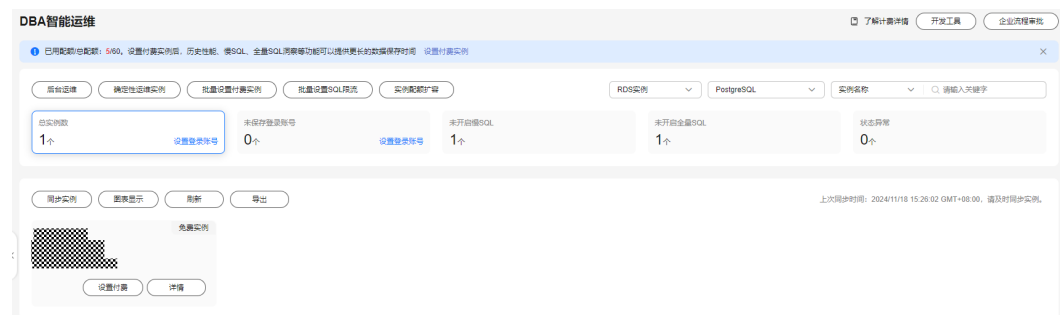 DBA智能运维
了解计费详情 开发工具 企业流程审批
已用配额/总配额：5/60。设置付费实例后，历史性能、慢SQL、全量SQL洞察等功能可以提供更长的数据保存时间 设置付费实例
后台运维 确定性运维实例 批量设置付费实例 批量设置SQL限流 实例配额扩容 RDS实例 PostgreSQL 实例名称 请输入关键字
总实例数 未保存登录账号 未开启慢SQL 未开启全量SQL 状态异常
1个 设置登录账号 0个 设置登录账号 1个 1个 0个
同步实例 图表显示 刷新 导出 上次同步时间：2024/11/18 15:26:02 GMT+08:00，请及时同步实例。
免费实例
设置付费 详情